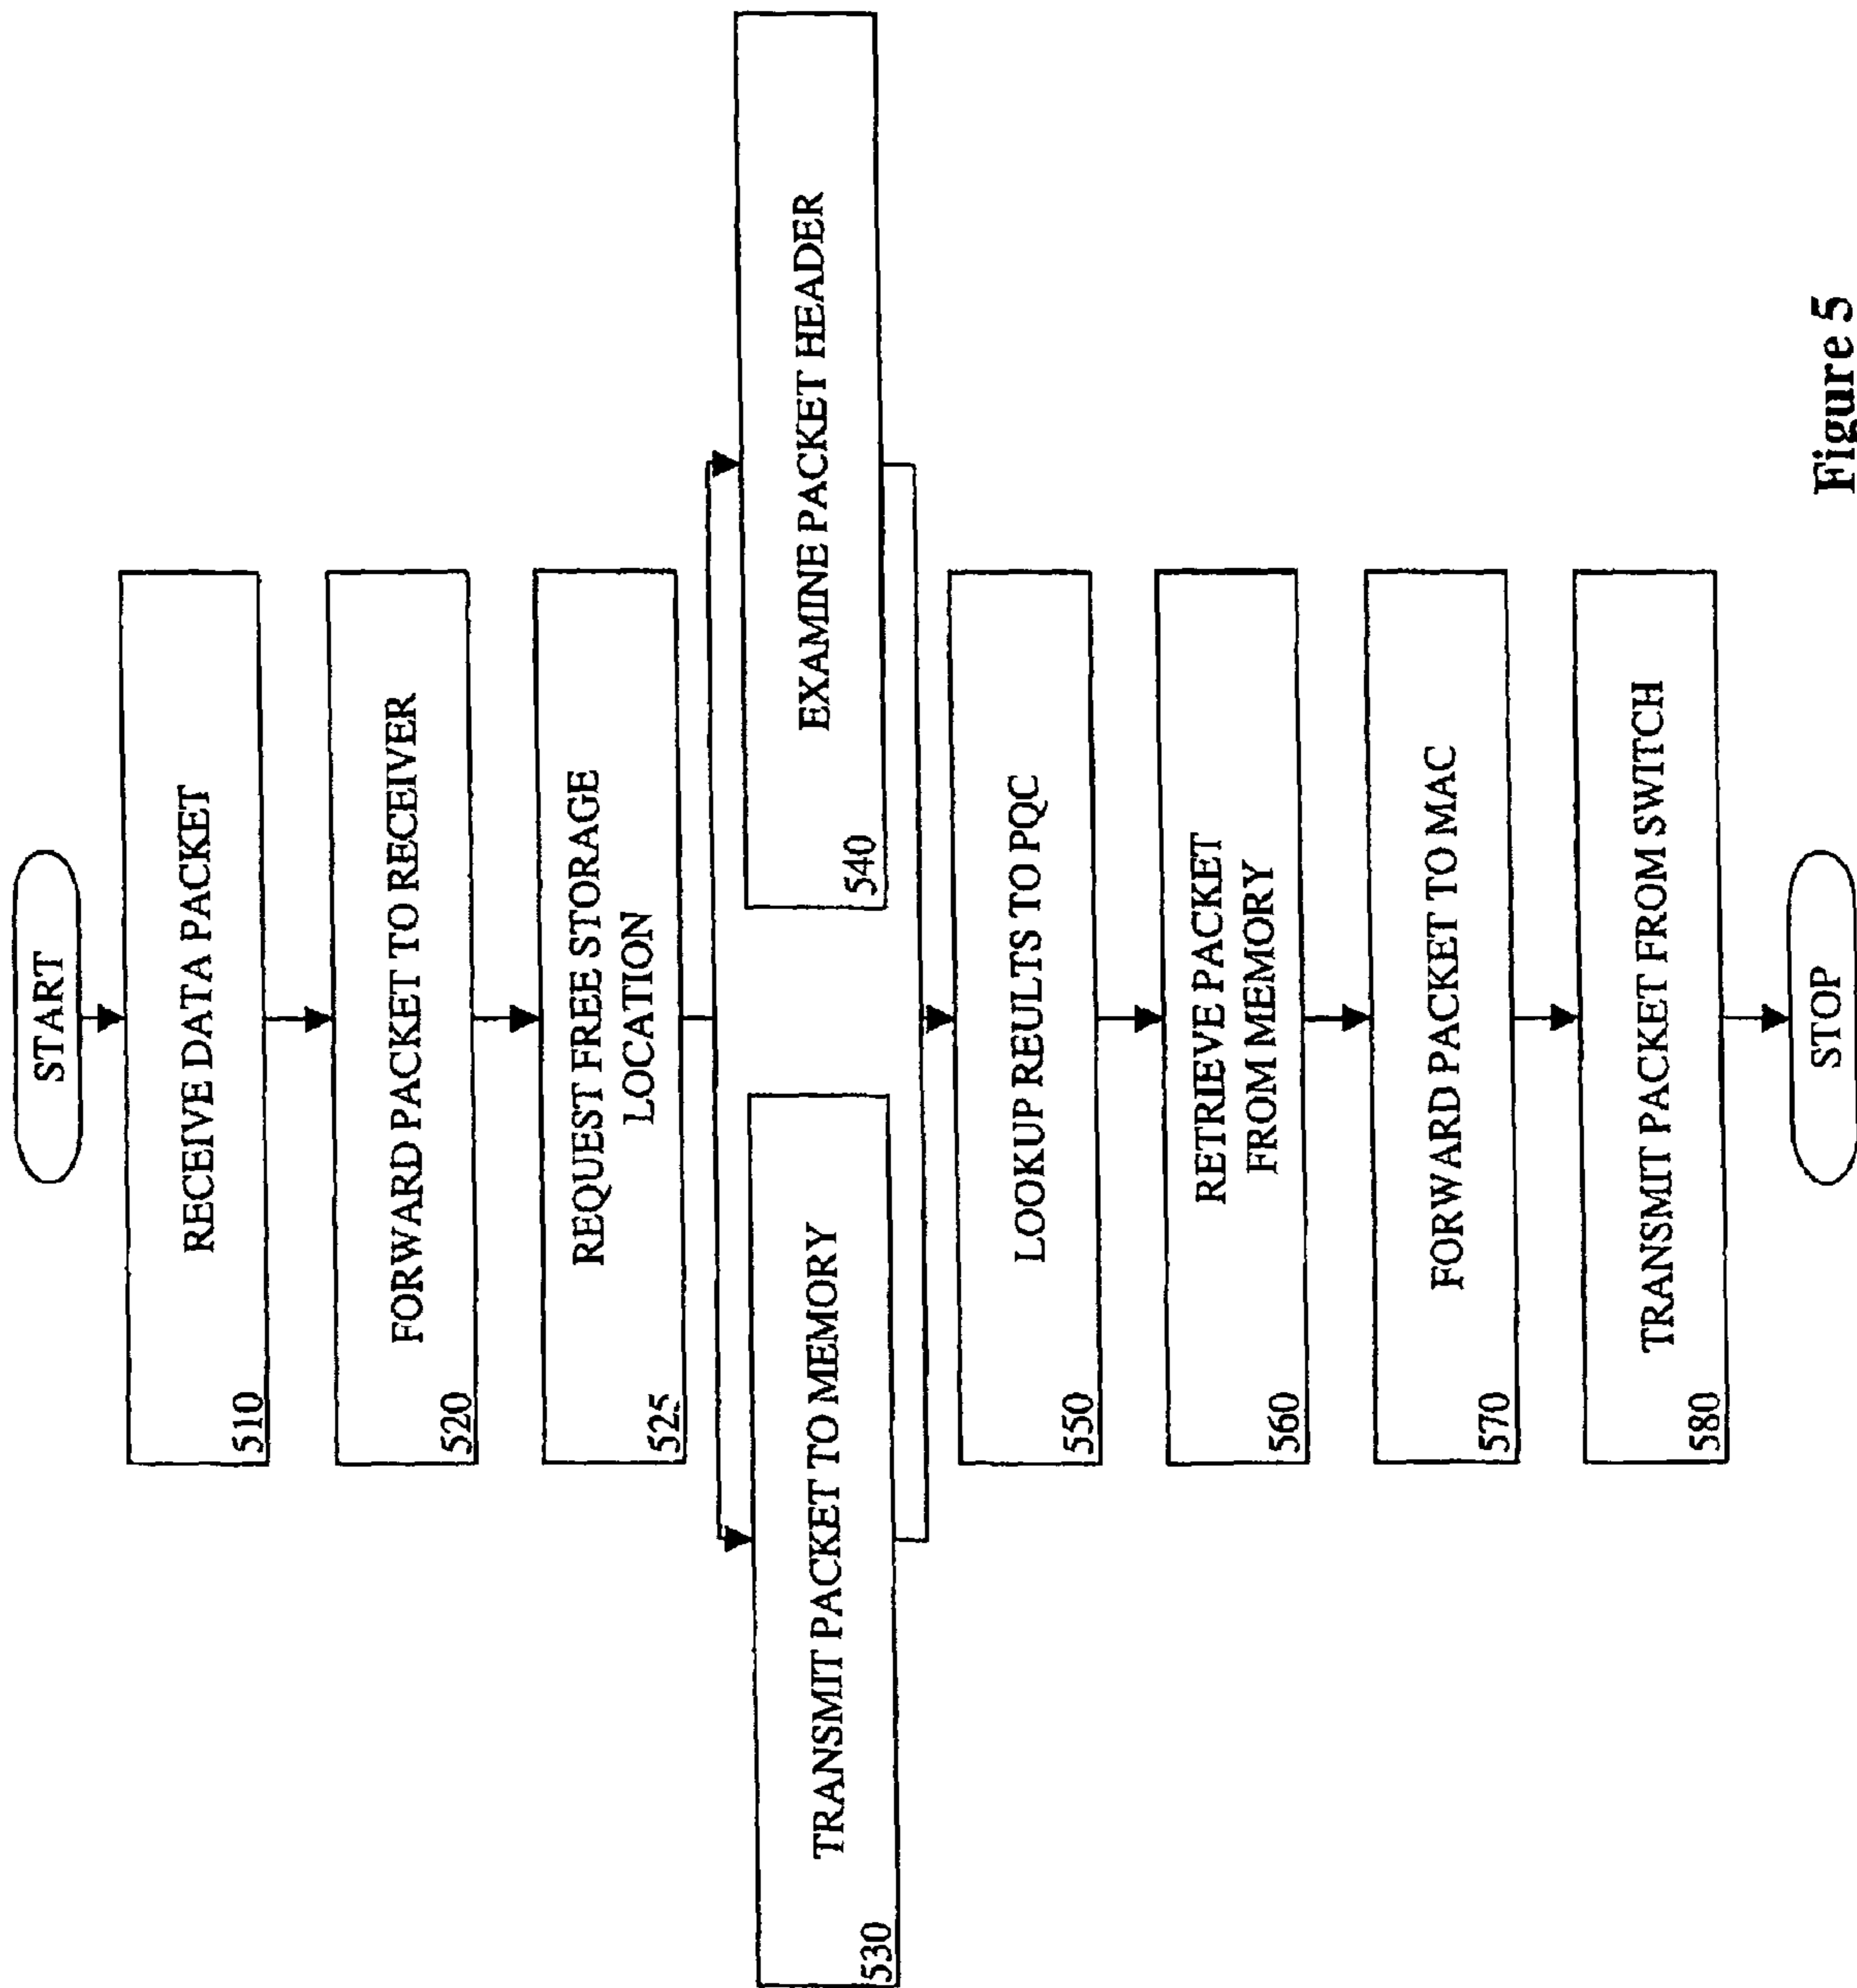 START
RECEIVE DATA PACKET
510
FORWARD PACKET TO RECEIVER
520
REQUEST FREE STORAGE
LOCATION
525
TRANSMIT PACKET TO MEMORY
530
EXAMINE PACKET HEADER
540
LOOKUP REULTS TO PQC
550
RETRIEVE PACKET
FROM MEMORY
560
FORWARD PACKET TO MAC
570
TRANSMIT PACKET FROM SWITCH
580
STOP
Figure 5